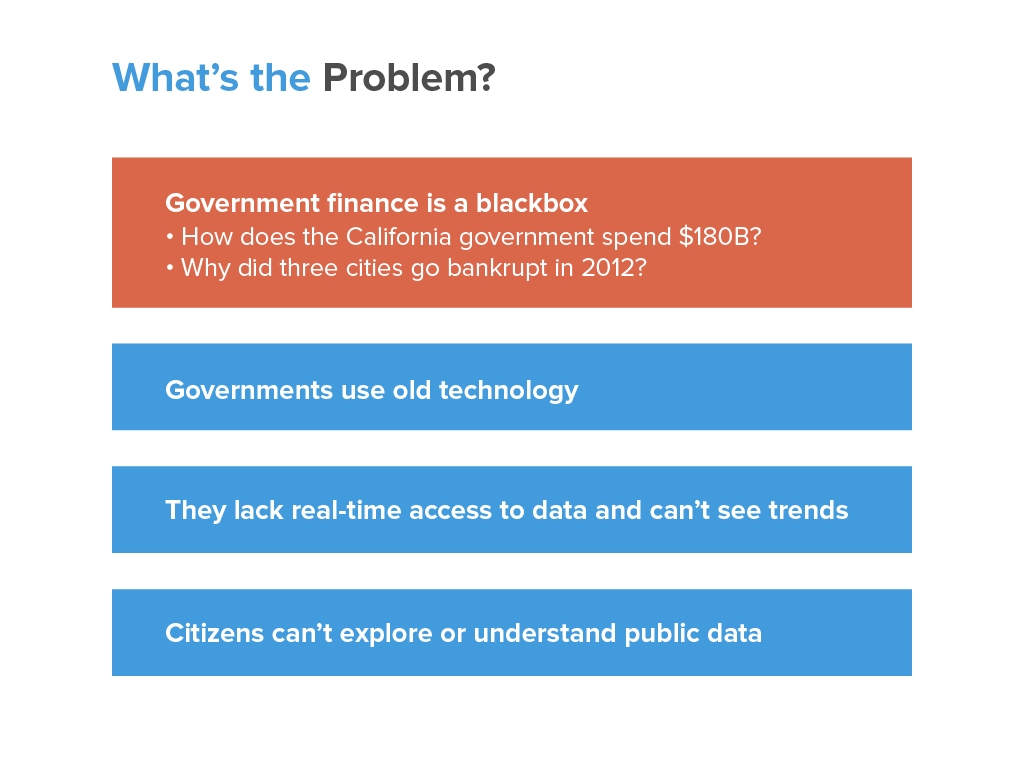 What’s the Problem?
Government finance is a blackbox
• How does the California government spend $180B?
• Why did three cities go bankrupt in 2012?
Governments use old technology
They lack real-time access to data and can’t see trends
Citizens can’t explore or understand public data